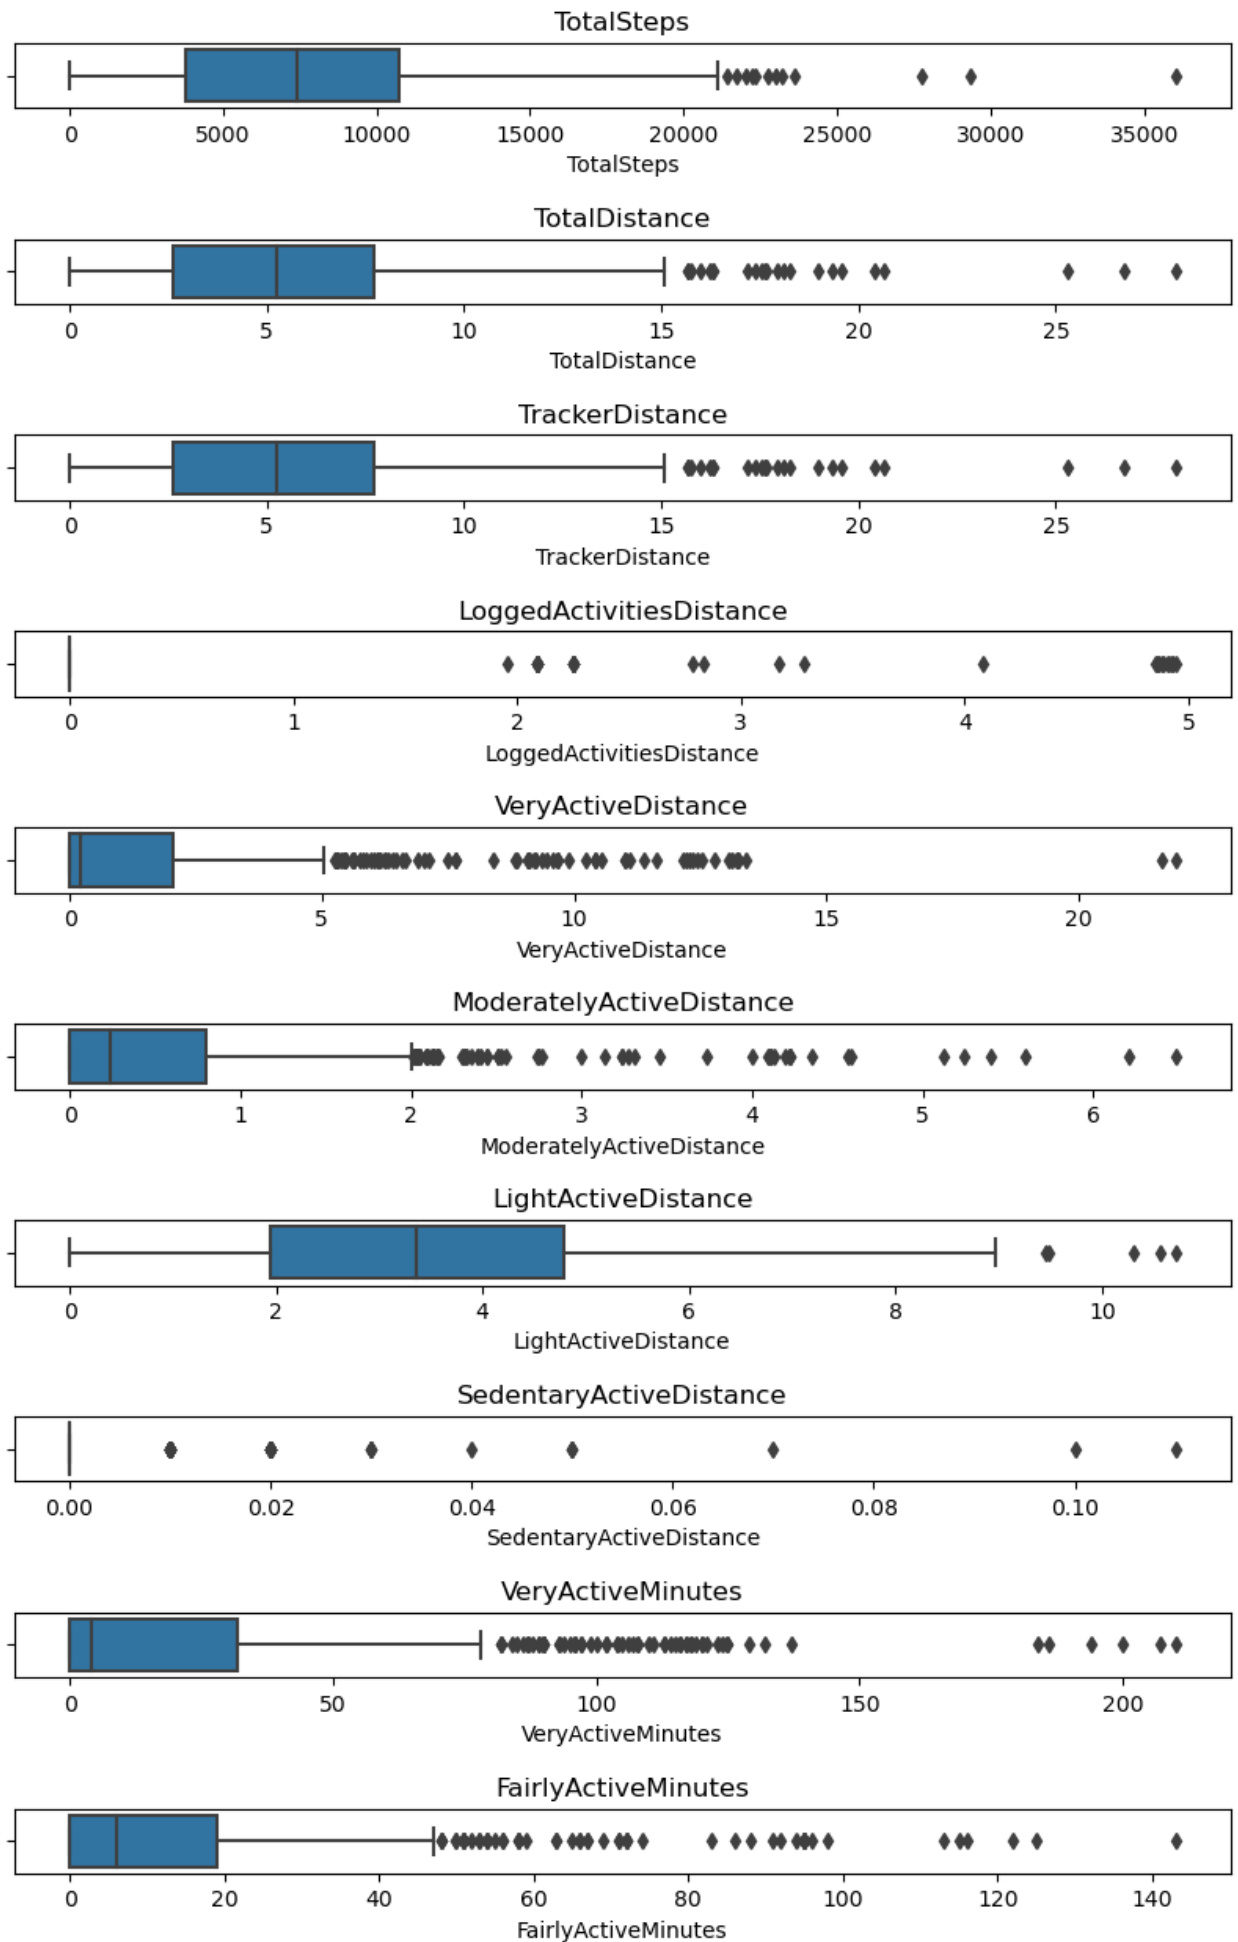 TotalSteps
0 5000 10000 15000 20000 25000 30000 35000
TotalSteps
TotalDistance
0 5 10 15 20 25
TotalDistance
TrackerDistance
0 5 10 15 20 25
TrackerDistance
LoggedActivitiesDistance
0 1 2 3 4 5
LoggedActivitiesDistance
VeryActiveDistance
0 5 10 15 20
VeryActiveDistance
ModeratelyActiveDistance
0 1 2 3 4 5 6
ModeratelyActiveDistance
LightActiveDistance
0 2 4 6 8 10
LightActiveDistance
SedentaryActiveDistance
0.00 0.02 0.04 0.06 0.08 0.10
SedentaryActiveDistance
VeryActiveMinutes
0 50 100 150 200
VeryActiveMinutes
FairlyActiveMinutes
0 20 40 60 80 100 120 140
FairlyActiveMinutes